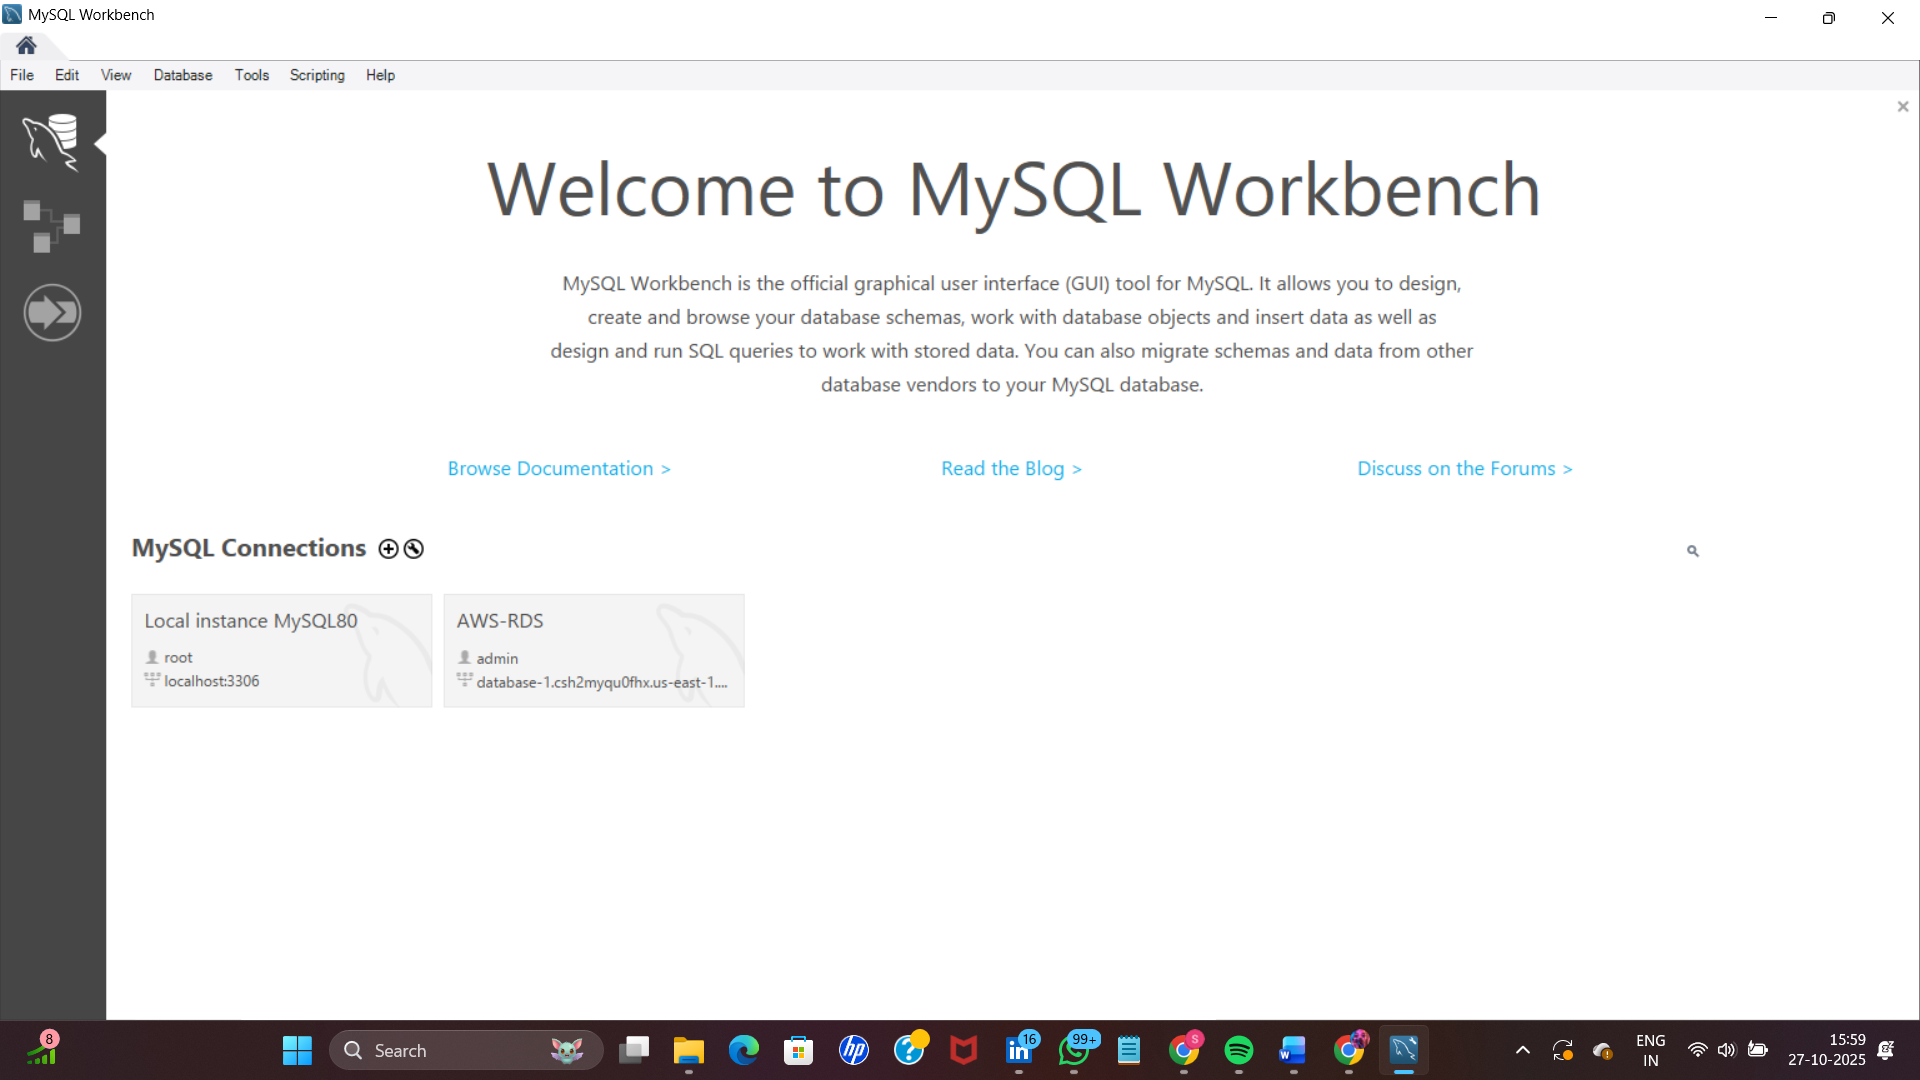 MySQL Workbench
File Edit View Database Tools Scripting Help
Welcome to MySQL Workbench
MySQL Workbench is the official graphical user interface (GUI) tool for MySQL. It allows you to design,
create and browse your database schemas, work with database objects and insert data as well as
design and run SQL queries to work with stored data. You can also migrate schemas and data from other
database vendors to your MySQL database.
Browse Documentation > Read the Blog > Discuss on the Forums >
MySQL Connections
Local instance MySQL80
root
localhost:3306
AWS-RDS
admin
database-1.csh2myqu0fhx.us-east-1....
8
Search
hp
16
99+
S
W
ENG
IN
15:59
27-10-2025